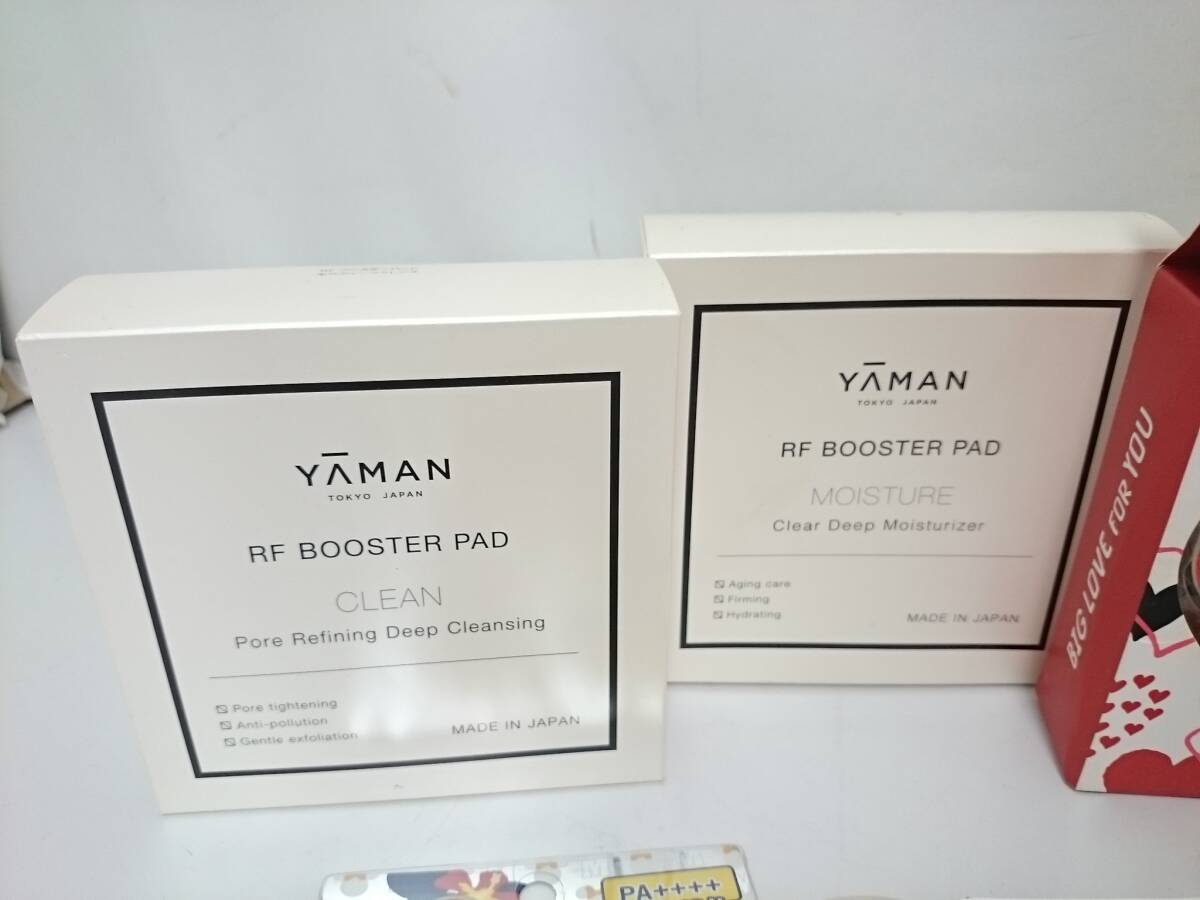 YĀMAN
TOKYO JAPAN
RF BOOSTER PAD
CLEAN
Pore Refining Deep Cleansing
Pore tightening
Anti-pollution
Gentle exfoliation
MADE IN JAPAN
YĀMAN
TOKYO JAPAN
RF BOOSTER PAD
MOISTURE
Clear Deep Moisturizer
Aging care
Firming
Hydrating
MADE IN JAPAN
BIG LOVE FOR YOU
PA++++